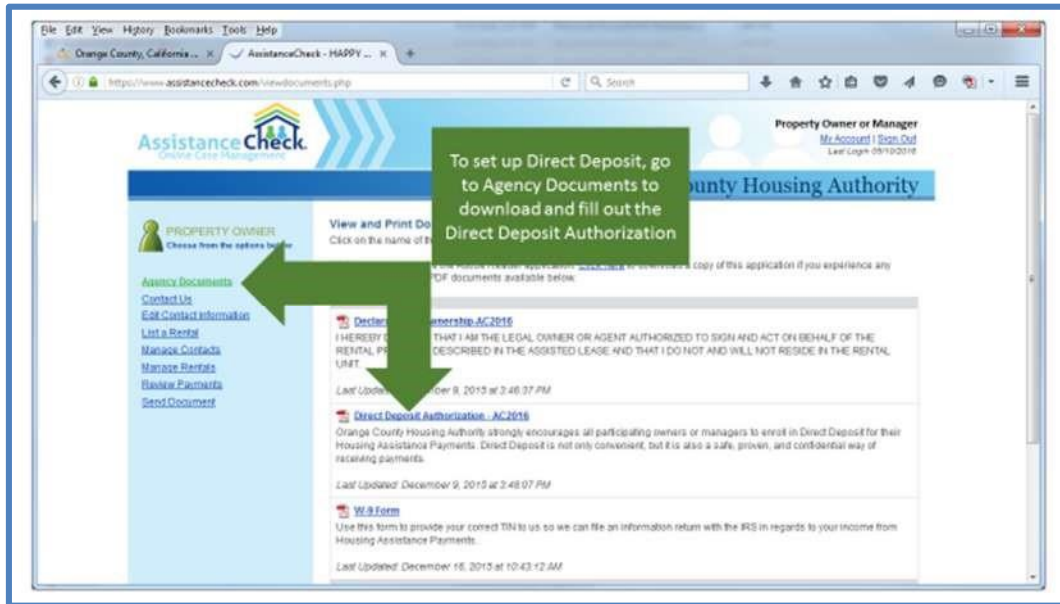 File Edit View History Bookmarks Tools Help
Orange County, California ... × AssistanceCheck - HAPPY ... × +
https://www.assistancecheck.com/viewdocuments.php Search
AssistanceCheck.
Online Case Management
Property Owner or Manager
My Account | Sign Out
Last Login
ounty Housing Authority
To set up Direct Deposit, go
to Agency Documents to
download and fill out the
Direct Deposit Authorization
PROPERTY OWNER
Choose from the options
Agency Documents
Contact Us
Edit Contact Information
List a Rental
Manage Contacts
Manage Rentals
Review Payments
Send Document
View and Print Do
Click on the name of
a copy of this application if you experience any
PDF documents available below.
Declar nership-AC2016
I HEREBY THAT I AM THE LEGAL OWNER OR AGENT AUTHORIZED TO SIGN AND ACT ON BEHALF OF THE
RENTAL PR DESCRIBED IN THE ASSISTED LEASE AND THAT I DO NOT AND WILL NOT RESIDE IN THE RENTAL
UNIT.
Last Updat ber 9, 2015 at 3:46:37 PM
Direct Deposit Authorization - AC2016
Orange County Housing Authority strongly encourages all participating owners or managers to enroll in Direct Deposit for their
Housing Assistance Payments. Direct Deposit is not only convenient, but it is also a safe, proven, and confidential way of
receiving payments.
Last Updated: December 9, 2015 at 3:48:07 PM
W-9 Form
Use this form to provide your correct TIN to us so we can file an information return with the IRS in regards to your income from
Housing Assistance Payments.
Last Updated: December 16, 2015 at 10:43:12 AM